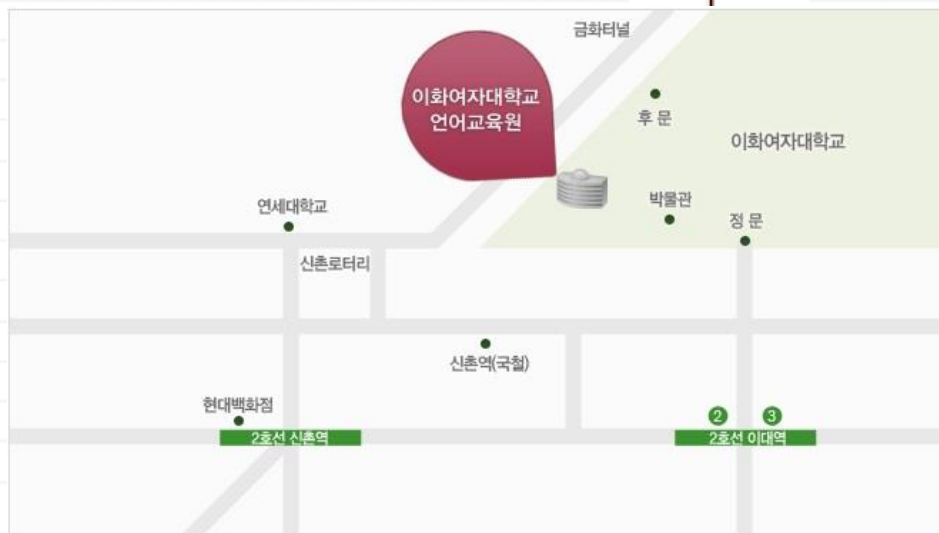 금화터널
이화여자대학교
언어교육원
후 문
이화여자대학교
박물관
연세대학교
정 문
신촌로터리
신촌역(국철)
현대백화점
2
3
2호선 신촌역
2호선 이대역